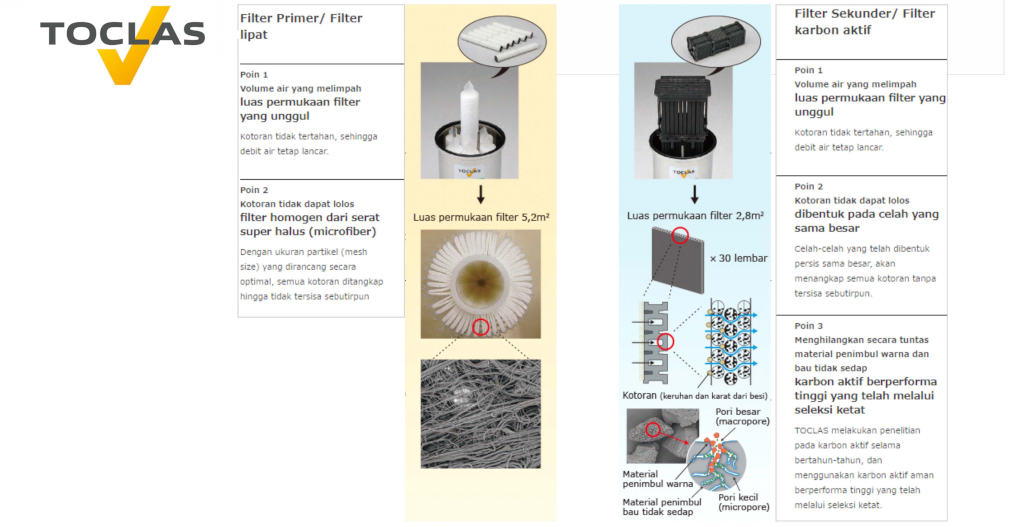 TOCLAS
Filter Primer/ Filter
lipat
Poin 1
Volume air yang melimpah
luas permukaan filter
yang unggul
Kotoran tidak tertahan, sehingga
debit air tetap lancar.
Poin 2
Kotoran tidak dapat lolos
filter homogen dari serat
super halus (microfiber)
Dengan ukuran partikel (mesh
size) yang dirancang secara
optimal, semua kotoran ditangkap
hingga tidak tersisa sebutirpun
TOCLAS
Luas permukaan filter 5,2m²
TOCLAS
Luas permukaan filter 2,8m²
x 30 lembar
Kotoran (keruhan dan karat dari besi)
Pori besar
(macropore)
Material
penimbul warna
Material penimbul
bau tidak sedap
Pori kecil
(micropore)
Filter Sekunder/ Filter
karbon aktif
Poin 1
Volume air yang melimpah
luas permukaan filter yang
unggul
Kotoran tidak tertahan, sehingga
debit air tetap lancar.
Poin 2
Kotoran tidak dapat lolos
dibentuk pada celah yang
sama besar
Celah-celah yang telah dibentuk
persis sama besar, akan
menangkap semua kotoran tanpa
tersisa sebutirpun.
Poin 3
Menghilangkan secara tuntas
material penimbul warna dan
bau tidak sedap
karbon aktif berperforma
tinggi yang telah melalui
seleksi ketat
TOCLAS melakukan penelitian
pada karbon aktif selama
bertahun-tahun, dan
menggunakan karbon aktif aman
berperforma tinggi yang telah
melalui seleksi ketat.